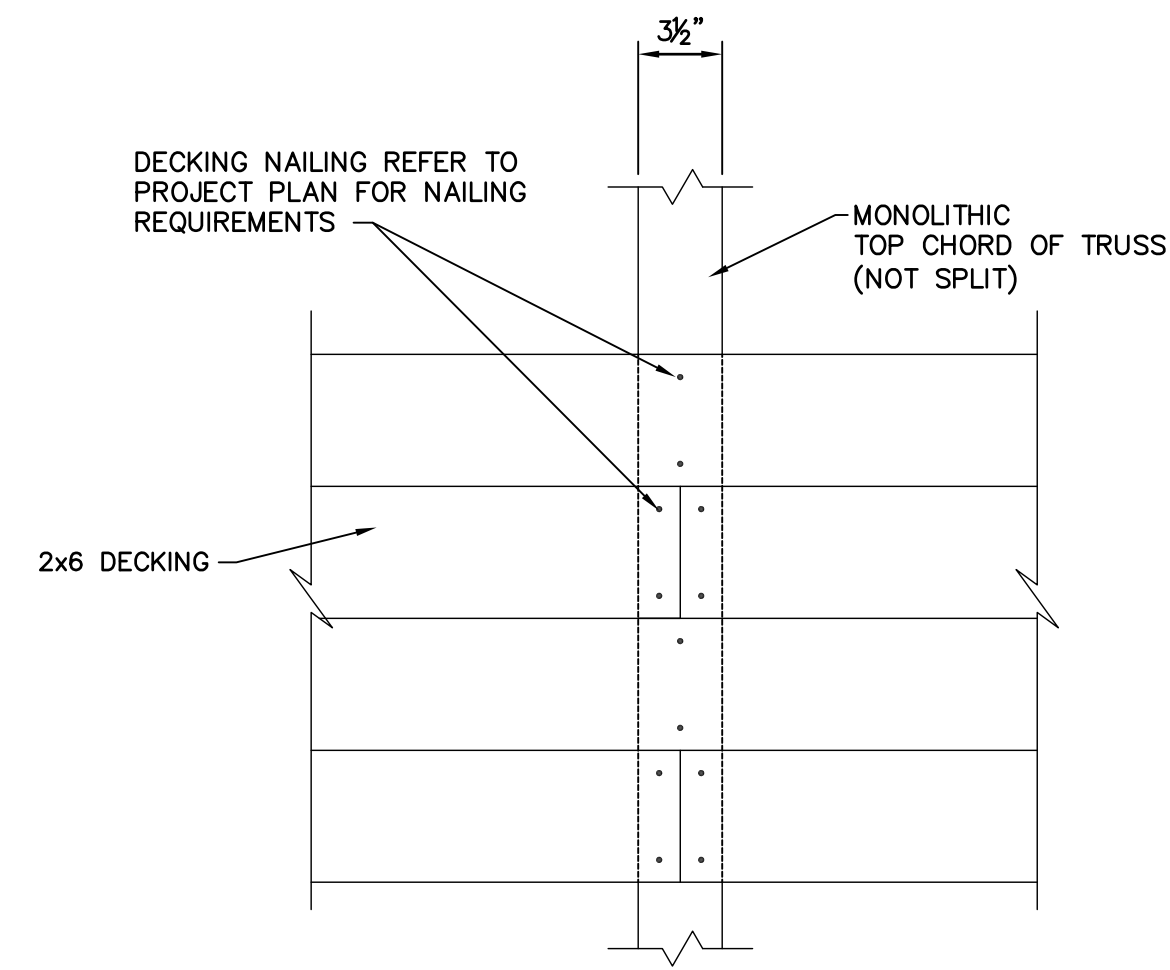 3½"
DECKING NAILING REFER TO
PROJECT PLAN FOR NAILING
REQUIREMENTS
MONOLITHIC
TOP CHORD OF TRUSS
(NOT SPLIT)
2x6 DECKING